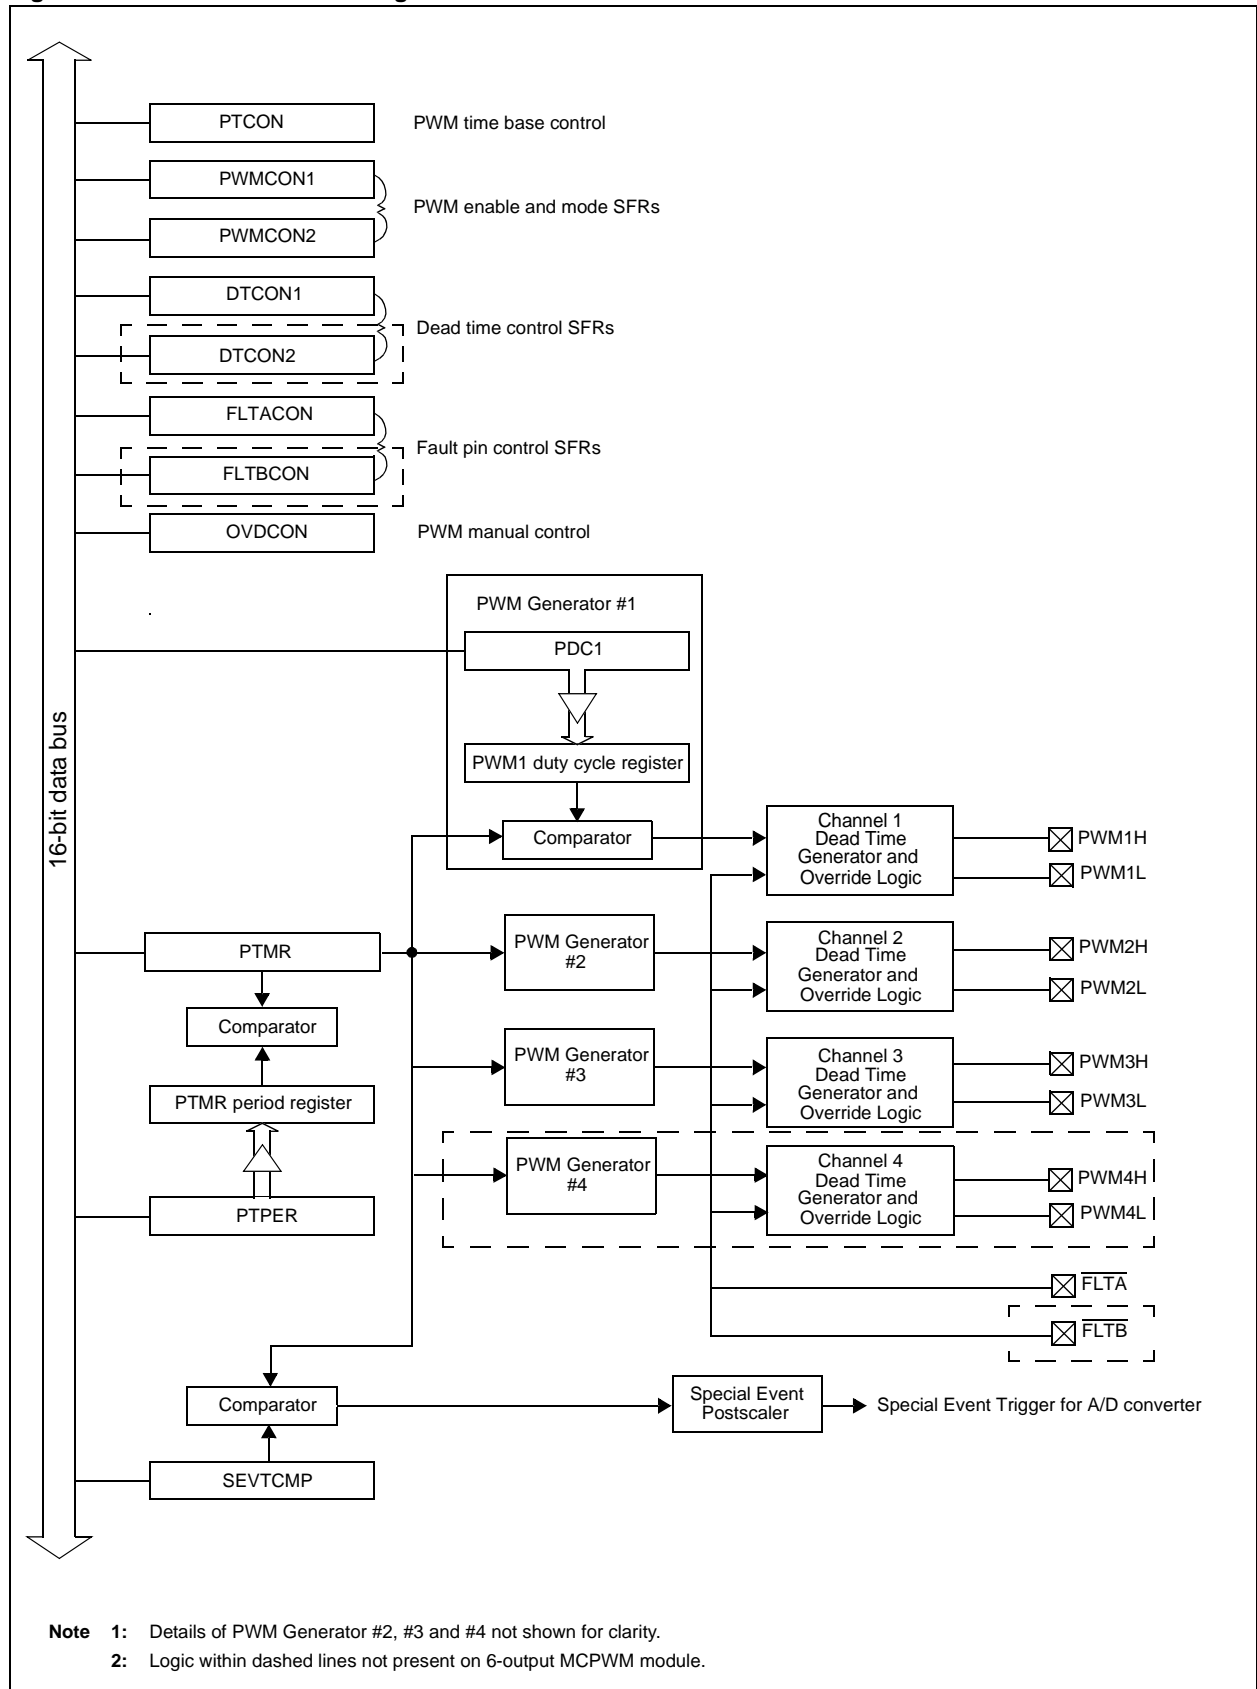 PTCON PWM time base control
PWMCON1
PWM enable and mode SFRs
PWMCON2
DTCON1
Dead time control SFRs
DTCON2
FLTACON
Fault pin control SFRs
FLTBCON
OVDCON PWM manual control
16-bit data bus
PWM Generator #1
PDC1
PWM1 duty cycle register
Comparator
Channel 1
Dead Time
Generator and
Override Logic
PWM1H
PWM1L
PTMR
PWM Generator
#2
Channel 2
Dead Time
Generator and
Override Logic
PWM2H
PWM2L
Comparator
PTMR period register
PTPER
PWM Generator
#3
Channel 3
Dead Time
Generator and
Override Logic
PWM3H
PWM3L
PWM Generator
#4
Channel 4
Dead Time
Generator and
Override Logic
PWM4H
PWM4L
FLTA
FLTB
Comparator
Special Event
Postscaler
Special Event Trigger for A/D converter
SEVTCMP
Note 1: Details of PWM Generator #2, #3 and #4 not shown for clarity.
2: Logic within dashed lines not present on 6-output MCPWM module.